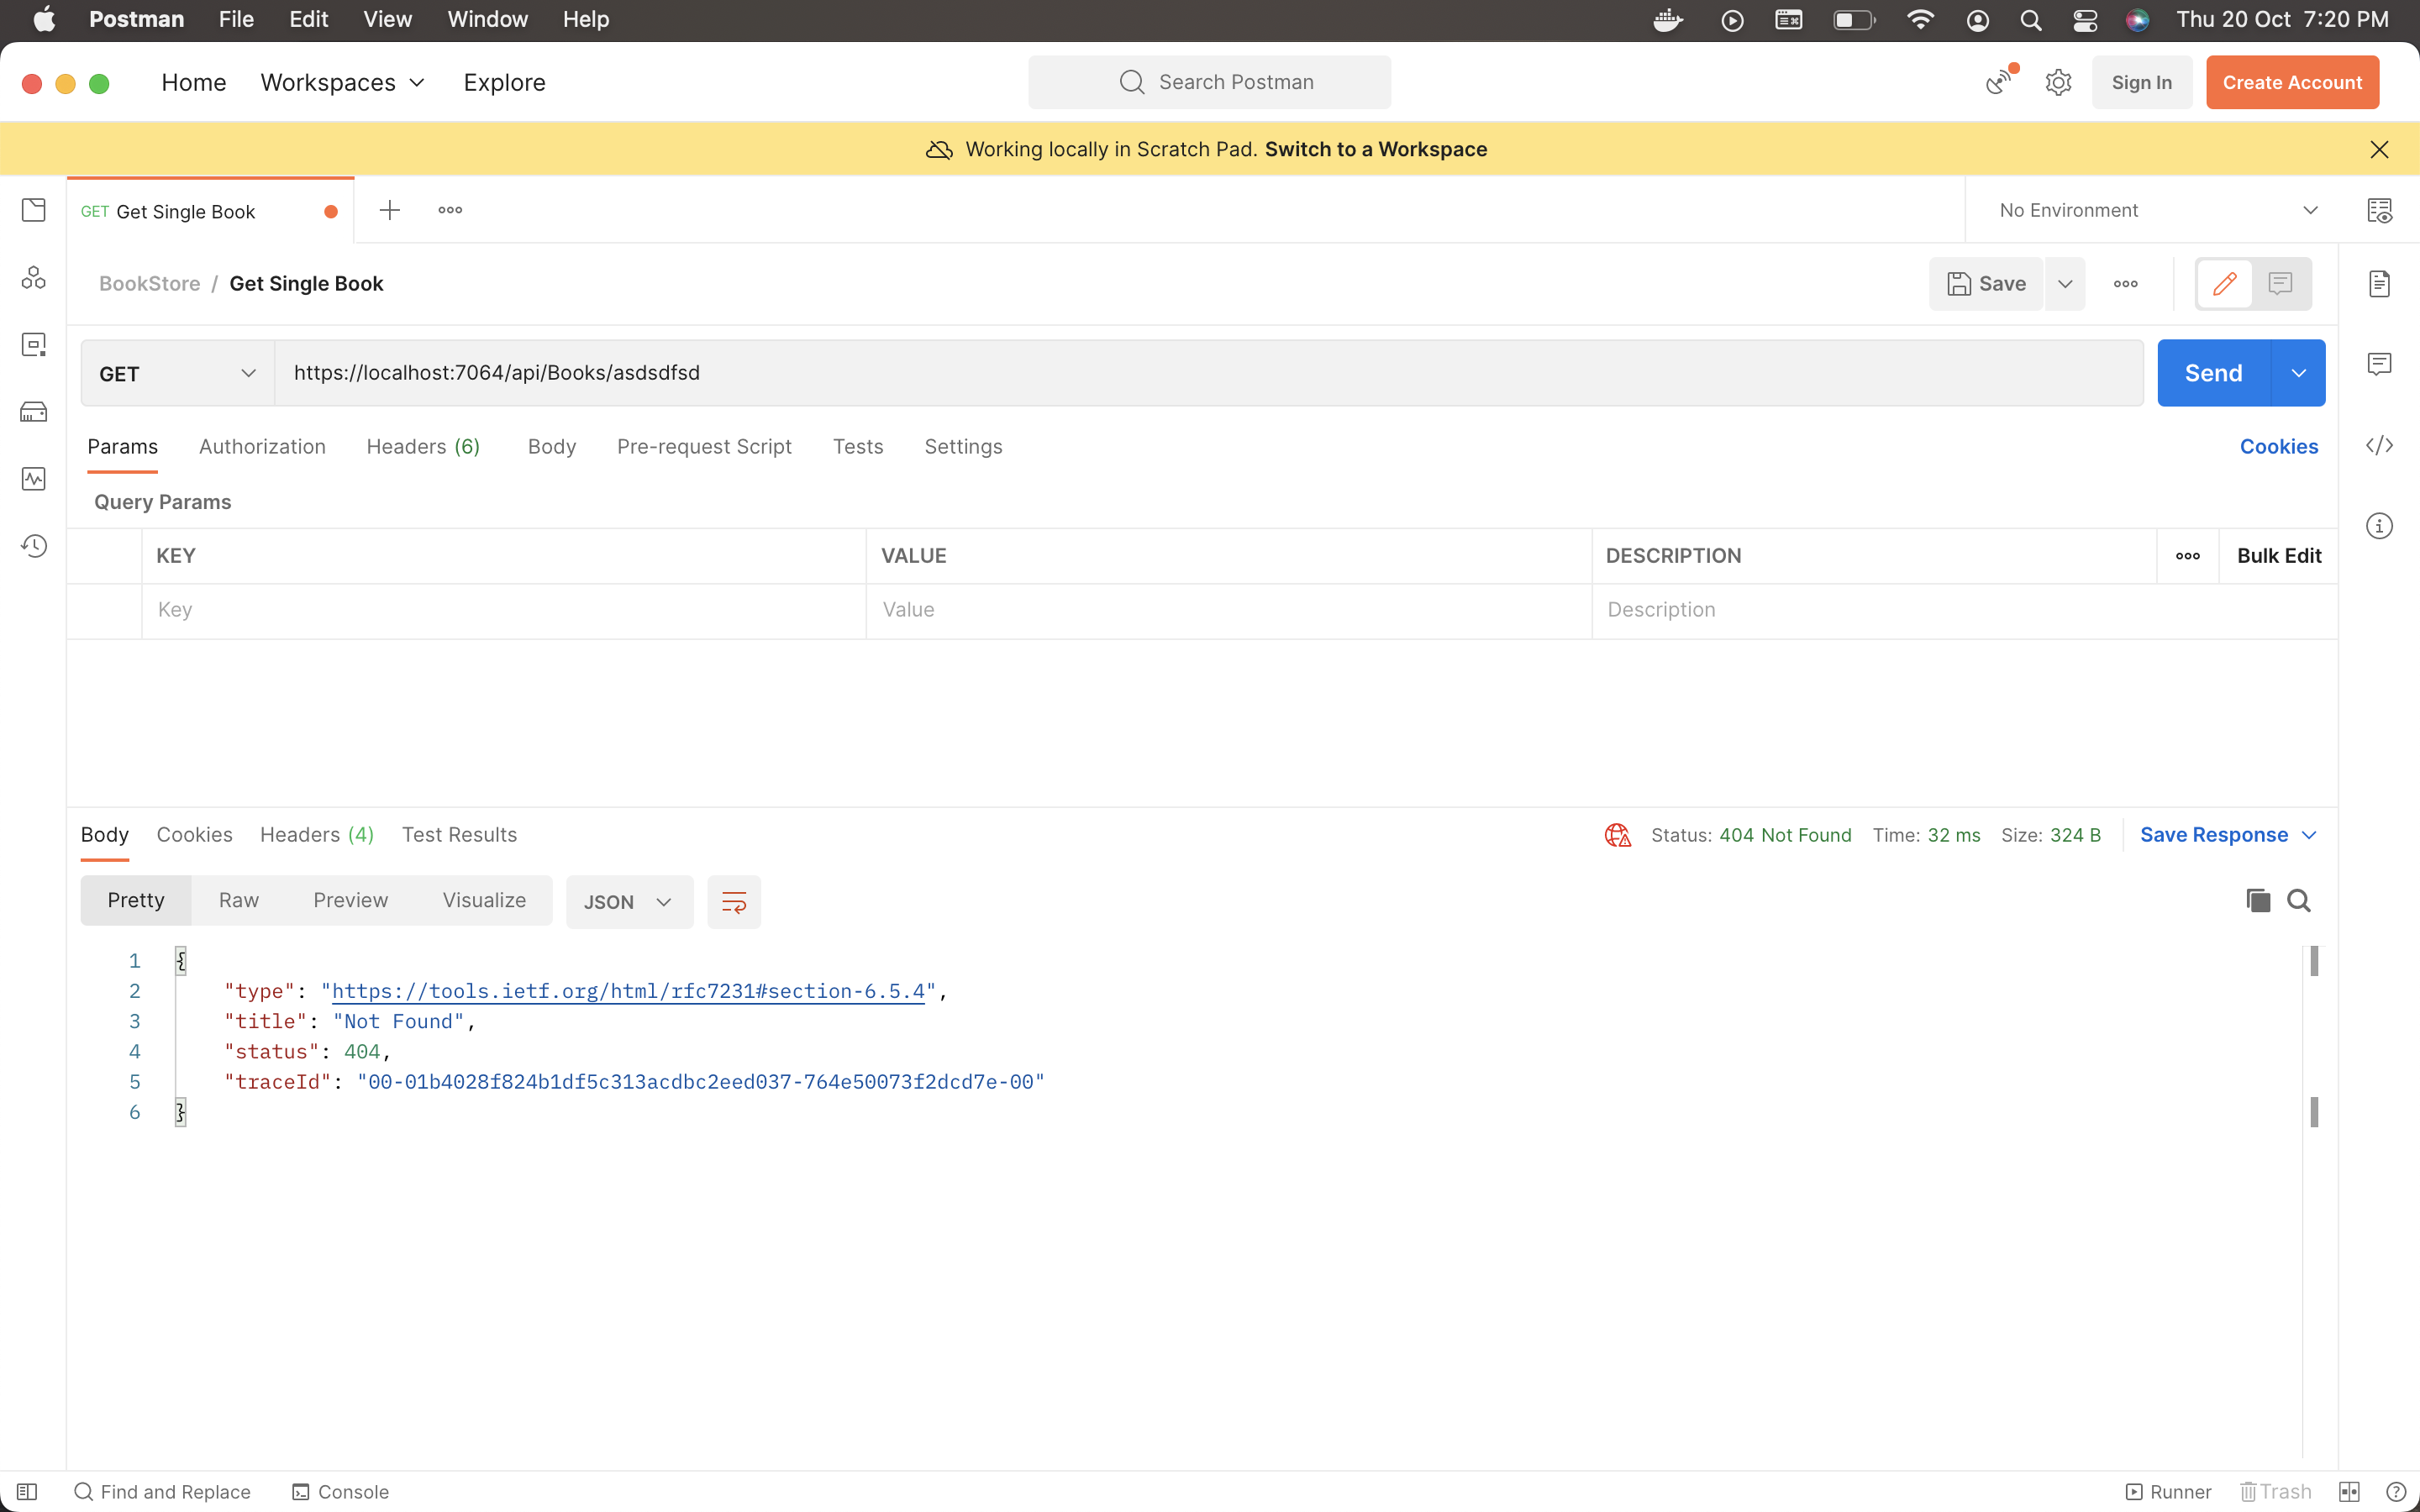 Postman File Edit View Window Help Thu 20 Oct 7:20 PM
Home Workspaces Explore Search Postman Sign In Create Account
Working locally in Scratch Pad. Switch to a Workspace
GET Get Single Book No Environment
BookStore / Get Single Book Save
GET https://localhost:7064/api/Books/asdsdfsd Send
Params Authorization Headers (6) Body Pre-request Script Tests Settings Cookies
Query Params
KEY VALUE DESCRIPTION Bulk Edit
Key Value Description
Body Cookies Headers (4) Test Results Status: 404 Not Found Time: 32 ms Size: 324 B Save Response
Pretty Raw Preview Visualize JSON
1 {
2 "type": "https://tools.ietf.org/html/rfc7231#section-6.5.4",
3 "title": "Not Found",
4 "status": 404,
5 "traceId": "00-01b4028f824b1df5c313acdbc2eed037-764e50073f2dcd7e-00"
6 }
Find and Replace Console Runner Trash